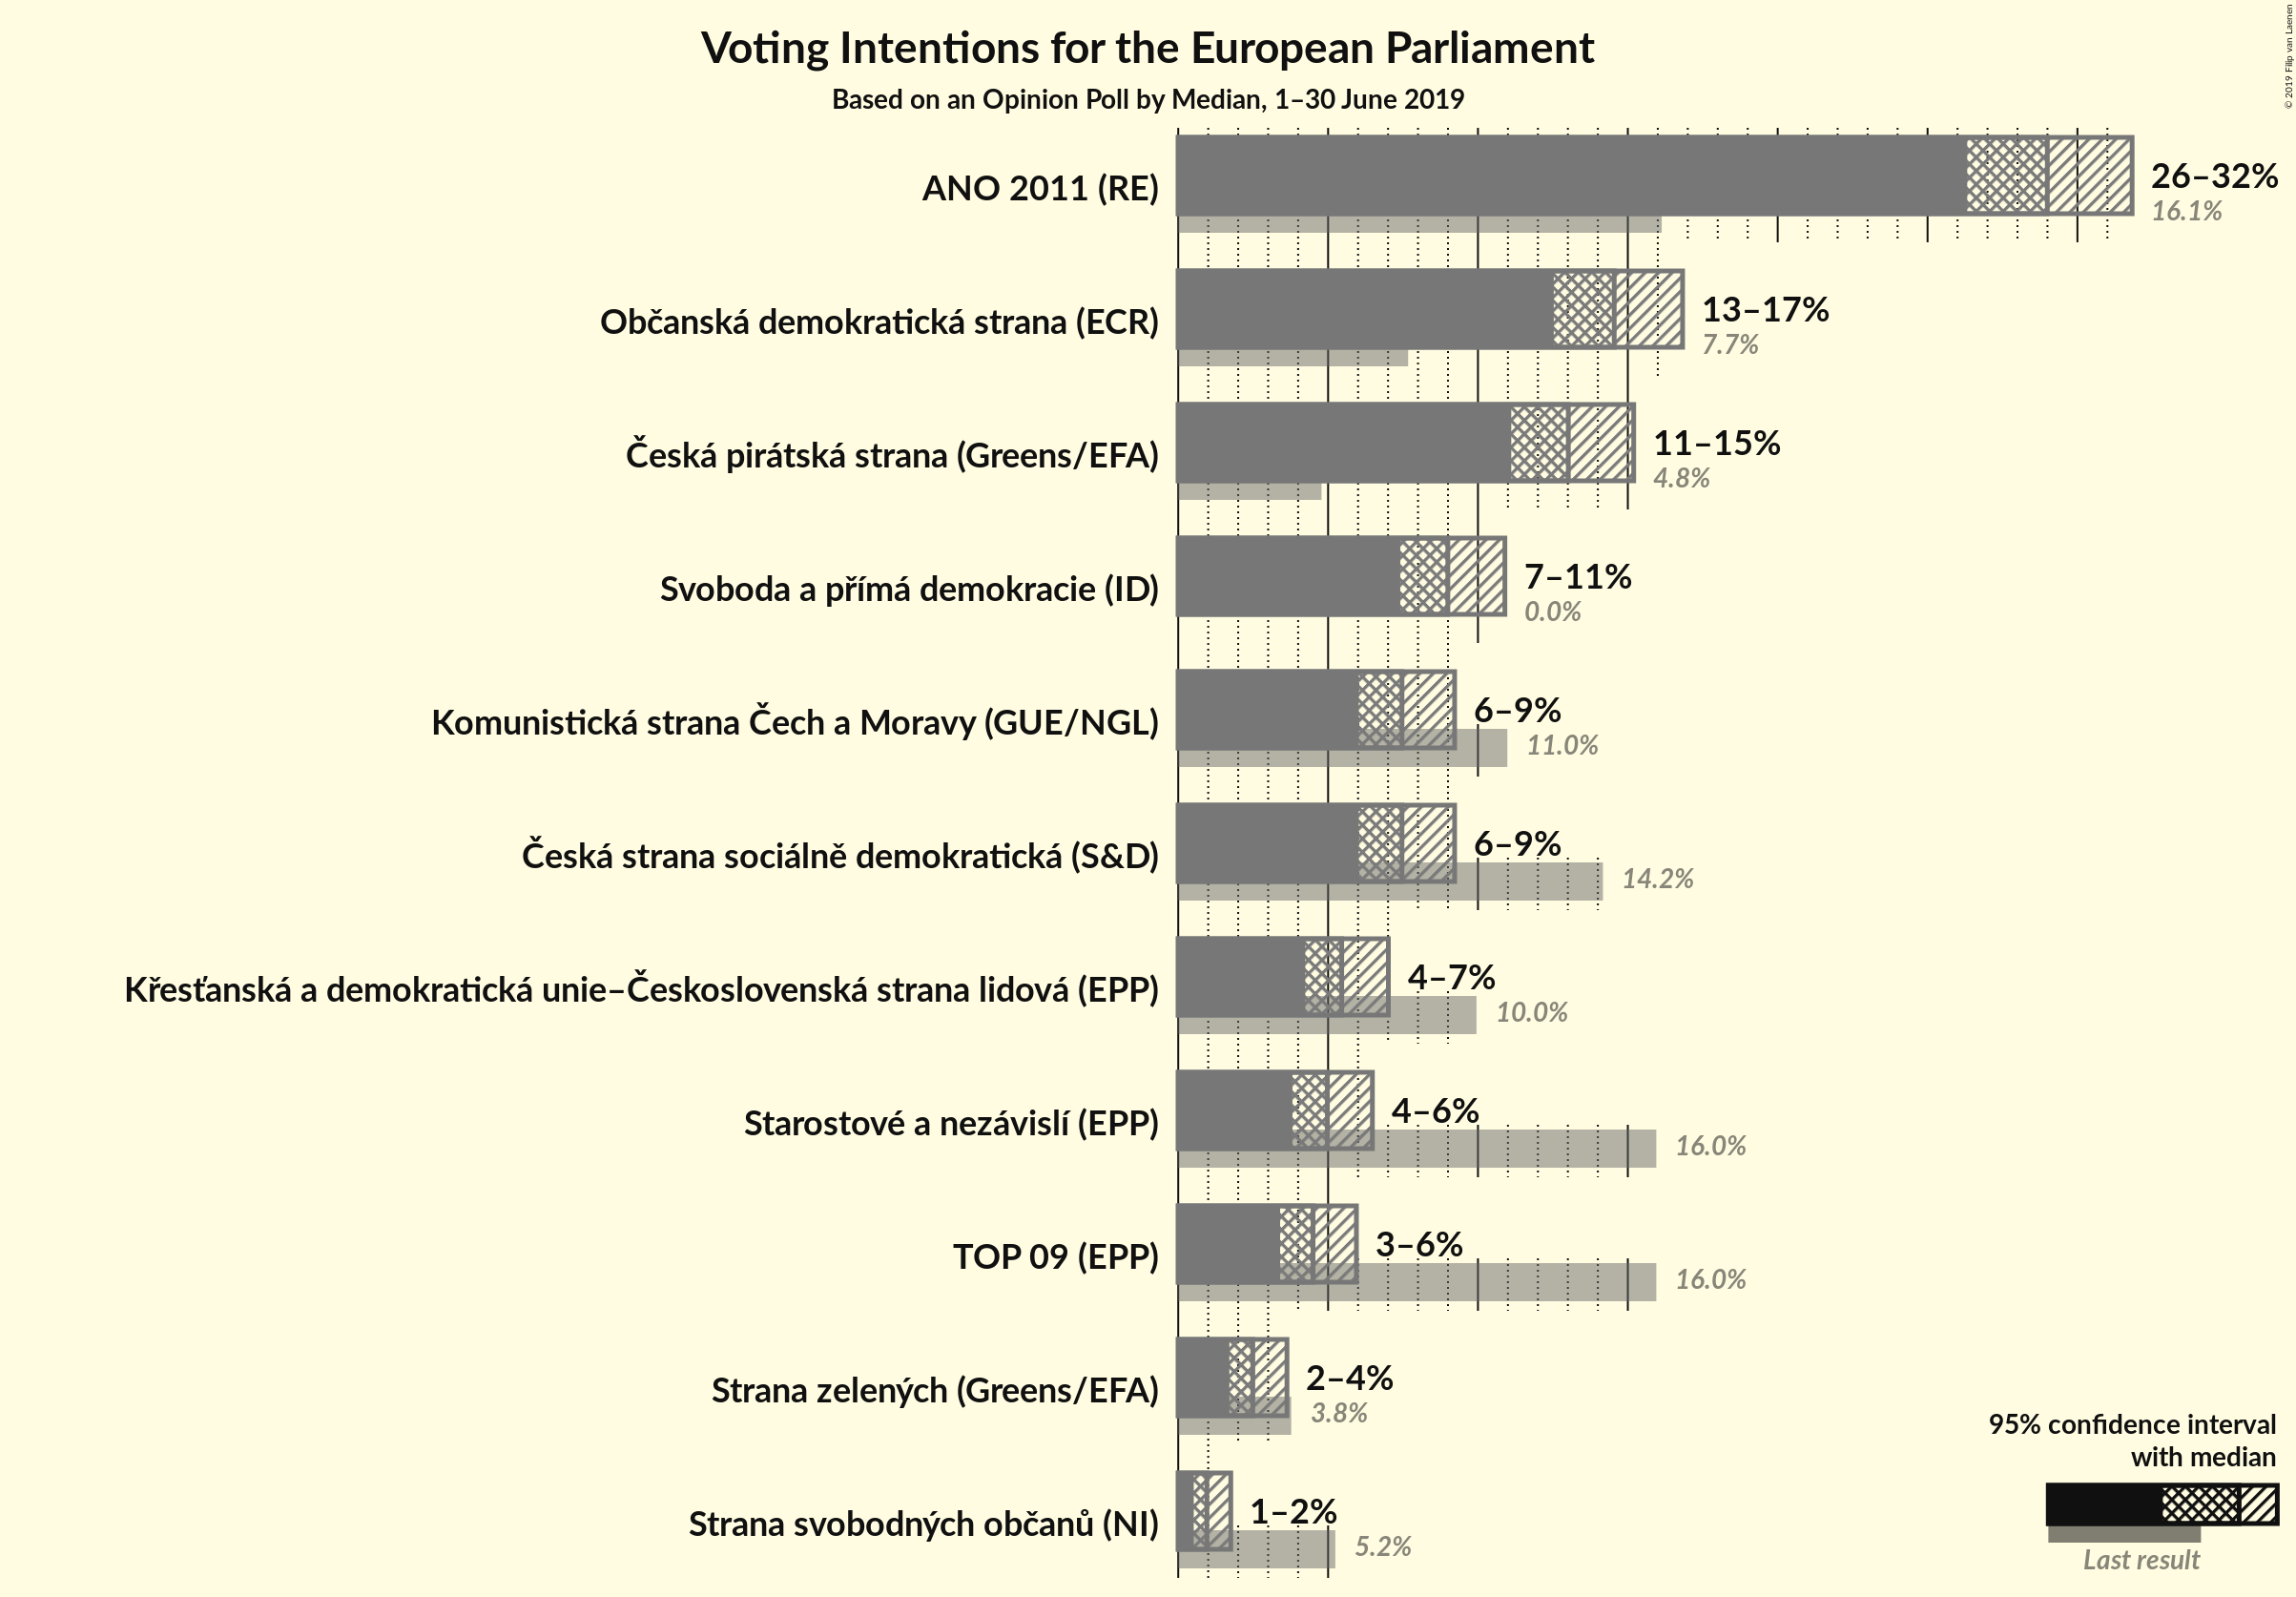 Voting Intentions for the European Parliament
Based on an Opinion Poll by Median, 1–30 June 2019
© 2019 Filip van Laenen
ANO 2011 (RE)
26–32%
16.1%
Občanská demokratická strana (ECR)
13–17%
7.7%
Česká pirátská strana (Greens/EFA)
11–15%
4.8%
Svoboda a přímá demokracie (ID)
7–11%
0.0%
Komunistická strana Čech a Moravy (GUE/NGL)
6–9%
11.0%
Česká strana sociálně demokratická (S&D)
6–9%
14.2%
Křesťanská a demokratická unie–Československá strana lidová (EPP)
4–7%
10.0%
Starostové a nezávislí (EPP)
4–6%
16.0%
TOP 09 (EPP)
3–6%
16.0%
Strana zelených (Greens/EFA)
2–4%
3.8%
Strana svobodných občanů (NI)
1–2%
5.2%
95% confidence interval
with median
Last result